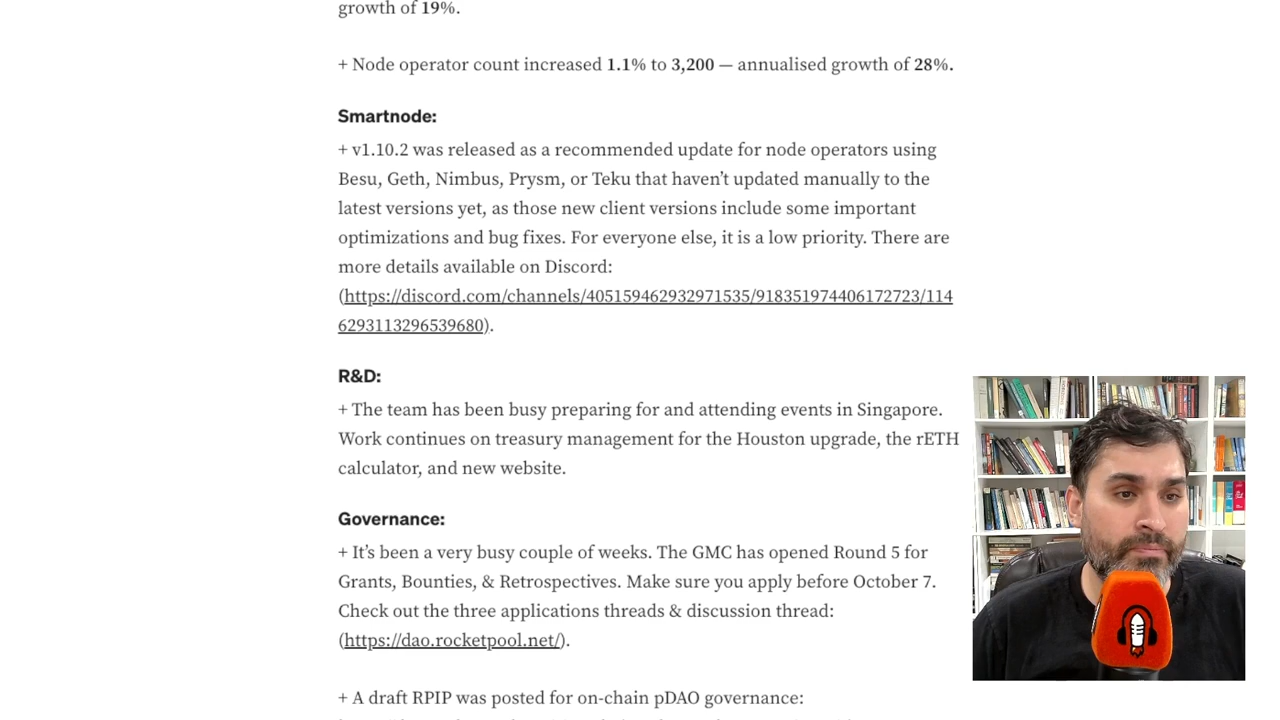 growth of 19%.
+ Node operator count increased 1.1% to 3,200 — annualised growth of 28%.
Smartnode:
+ v1.10.2 was released as a recommended update for node operators using
Besu, Geth, Nimbus, Prysm, or Teku that haven’t updated manually to the
latest versions yet, as those new client versions include some important
optimizations and bug fixes. For everyone else, it is a low priority. There are
more details available on Discord:
(https://discord.com/channels/405159462932971535/918351974406172723/114
6293113296539680).
R&D:
+ The team has been busy preparing for and attending events in Singapore.
Work continues on treasury management for the Houston upgrade, the rETH
calculator, and new website.
Governance:
+ It’s been a very busy couple of weeks. The GMC has opened Round 5 for
Grants, Bounties, & Retrospectives. Make sure you apply before October 7.
Check out the three applications threads & discussion thread:
(https://dao.rocketpool.net/).
+ A draft RPIP was posted for on-chain pDAO governance: